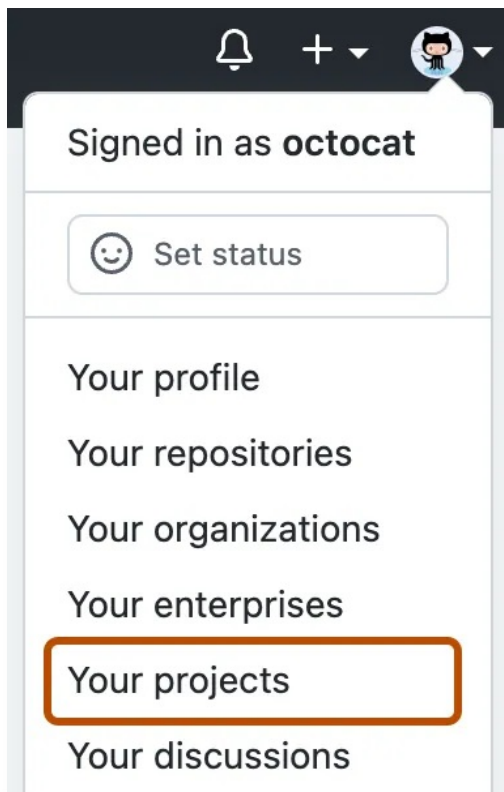 Signed in as octocat
Set status
Your profile
Your repositories
Your organizations
Your enterprises
Your projects
Your discussions